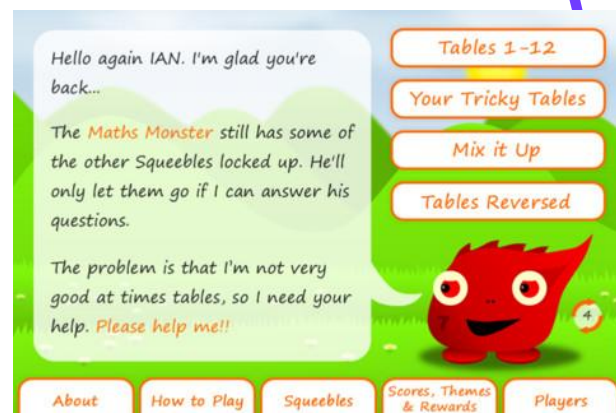 Hello again IAN. I'm glad you're
back...
The Maths Monster still has some of
the other Squeebles locked up. He'll
only let them go if I can answer his
questions.
The problem is that I'm not very
good at times tables, so I need your
help. Please help me!!
Tables 1-12
Your Tricky Tables
Mix it Up
Tables Reversed
4
About
How to Play
Squeebles
Scores, Themes
& Rewards
Players